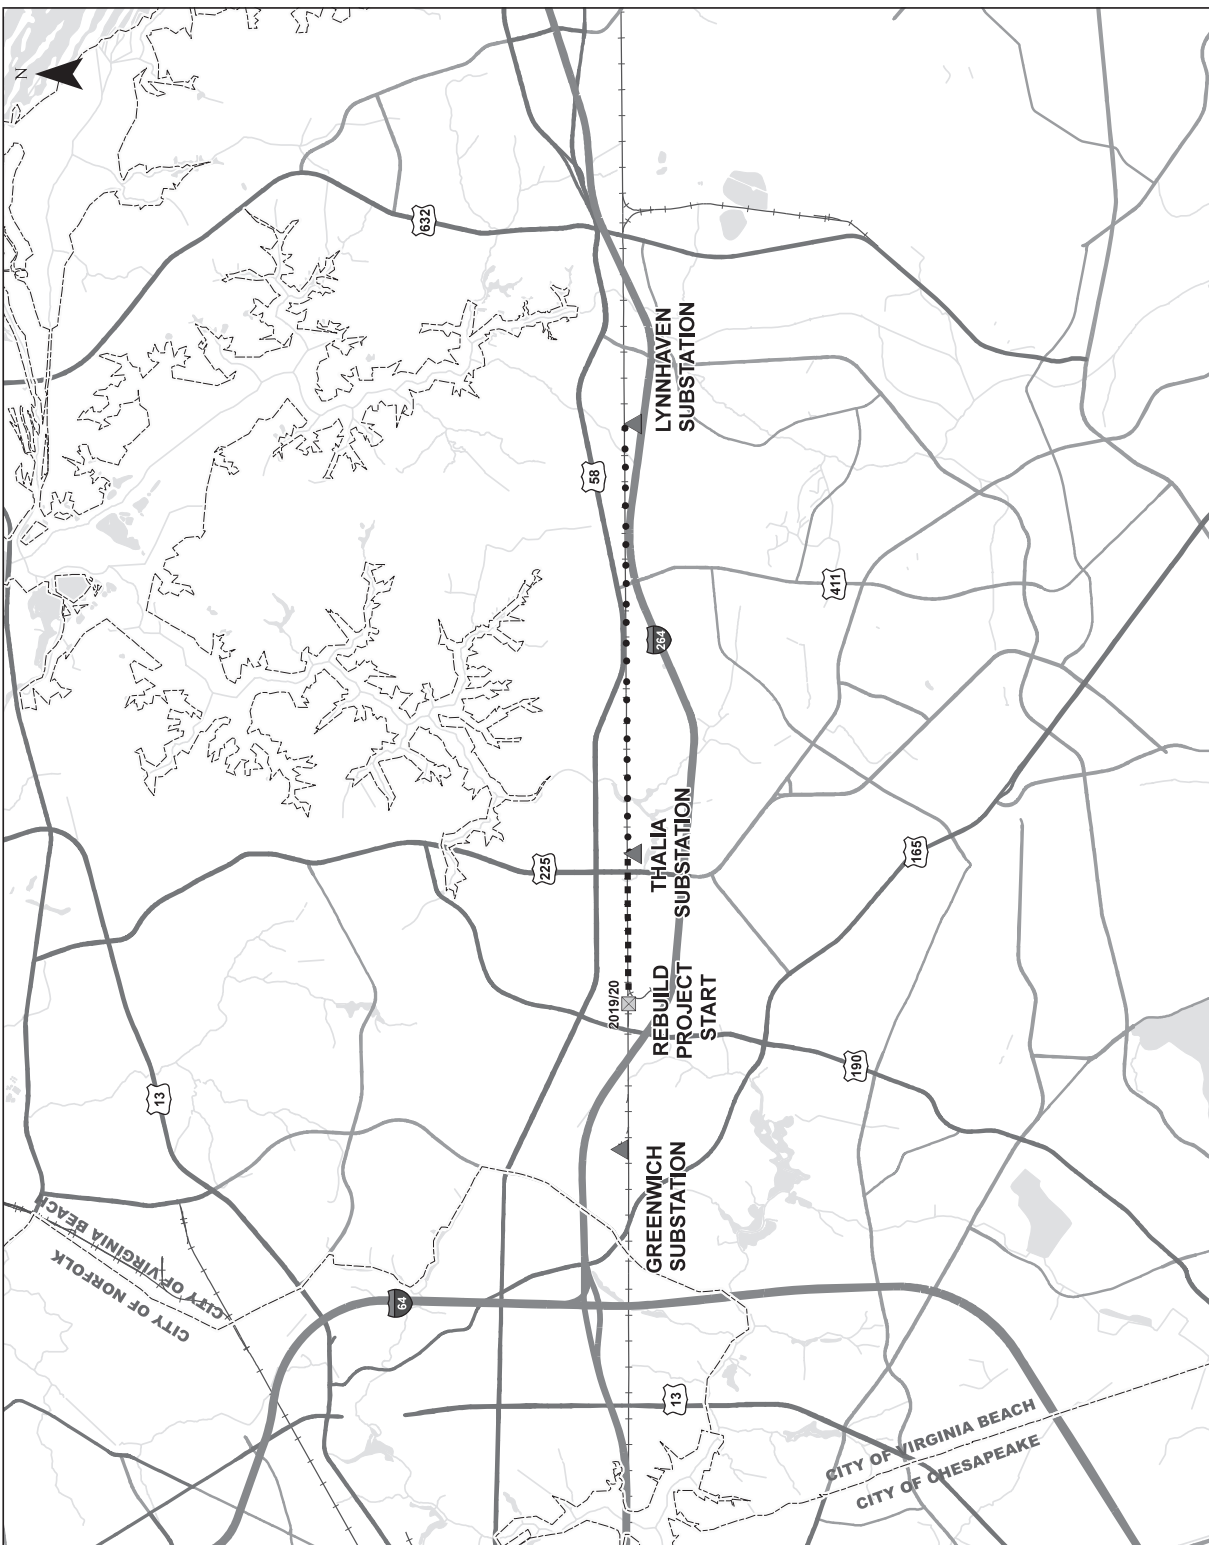 N
632
58
LYNNHAVEN
SUBSTATION
411
264
225
THALIA
SUBSTATION
165
2019/20
REBUILD
PROJECT
START
190
13
GREENWICH
SUBSTATION
CITY OF VIRGINIA BEACH
CITY OF NORFOLK
64
13
CITY OF VIRGINIA BEACH
CITY OF CHESAPEAKE